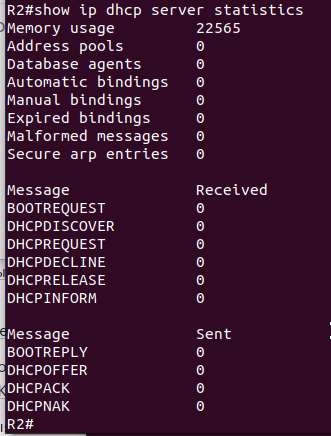 R2#show ip dhcp server statistics
Memory usage 22565
Address pools 0
Database agents 0
Automatic bindings 0
Manual bindings 0
Expired bindings 0
Malformed messages 0
Secure arp entries 0
Message Received
BOOTREQUEST 0
DHCPDISCOVER 0
DHCPREQUEST 0
DHCPDECLINE 0
DHCPRELEASE 0
DHCPINFORM 0
Message Sent
BOOTREPLY 0
DHCPOFFER 0
DHCPACK 0
DHCPNAK 0
R2#